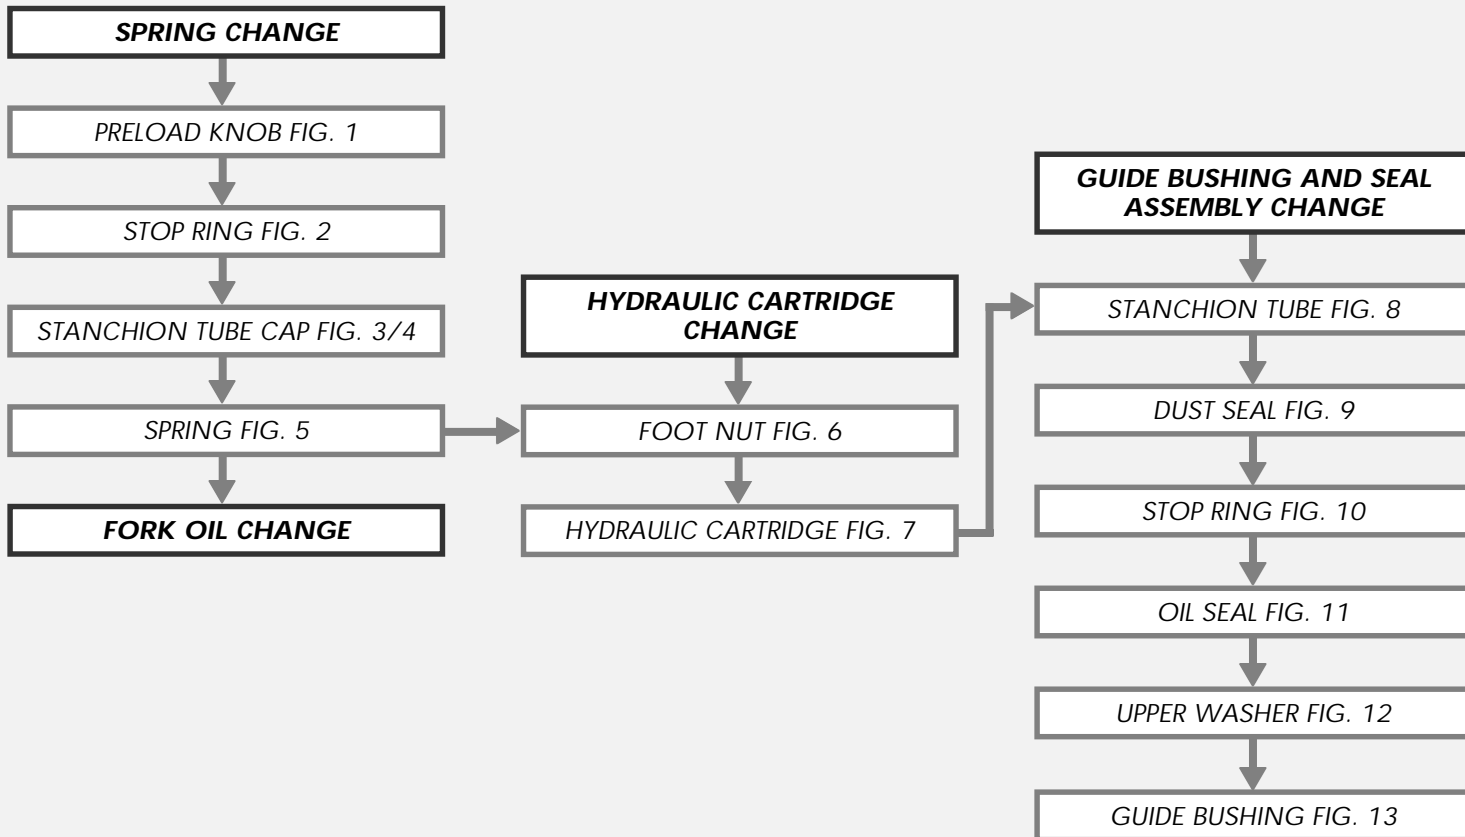 SPRING CHANGE
PRELOAD KNOB FIG. 1
STOP RING FIG. 2
STANCHION TUBE CAP FIG. 3/4
SPRING FIG. 5
FORK OIL CHANGE
HYDRAULIC CARTRIDGE
CHANGE
FOOT NUT FIG. 6
HYDRAULIC CARTRIDGE FIG. 7
GUIDE BUSHING AND SEAL
ASSEMBLY CHANGE
STANCHION TUBE FIG. 8
DUST SEAL FIG. 9
STOP RING FIG. 10
OIL SEAL FIG. 11
UPPER WASHER FIG. 12
GUIDE BUSHING FIG. 13